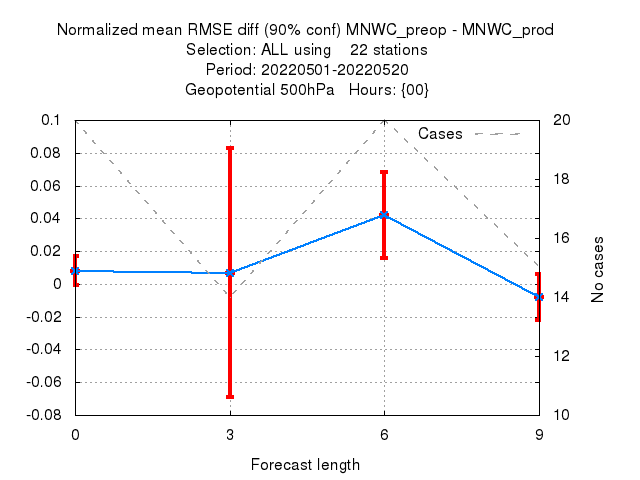 Normalized mean RMSE diff (90% conf) MNWC_preop - MNWC_prod
Selection: ALL using    22 stations
Period: 20220501-20220520
Geopotential 500hPa   Hours: {00}
Cases
0.1
0.08
0.06
0.04
0.02
0
-0.02
-0.04
-0.06
-0.08
20
18
16
14
12
10
No cases
0 3 6 9
Forecast length